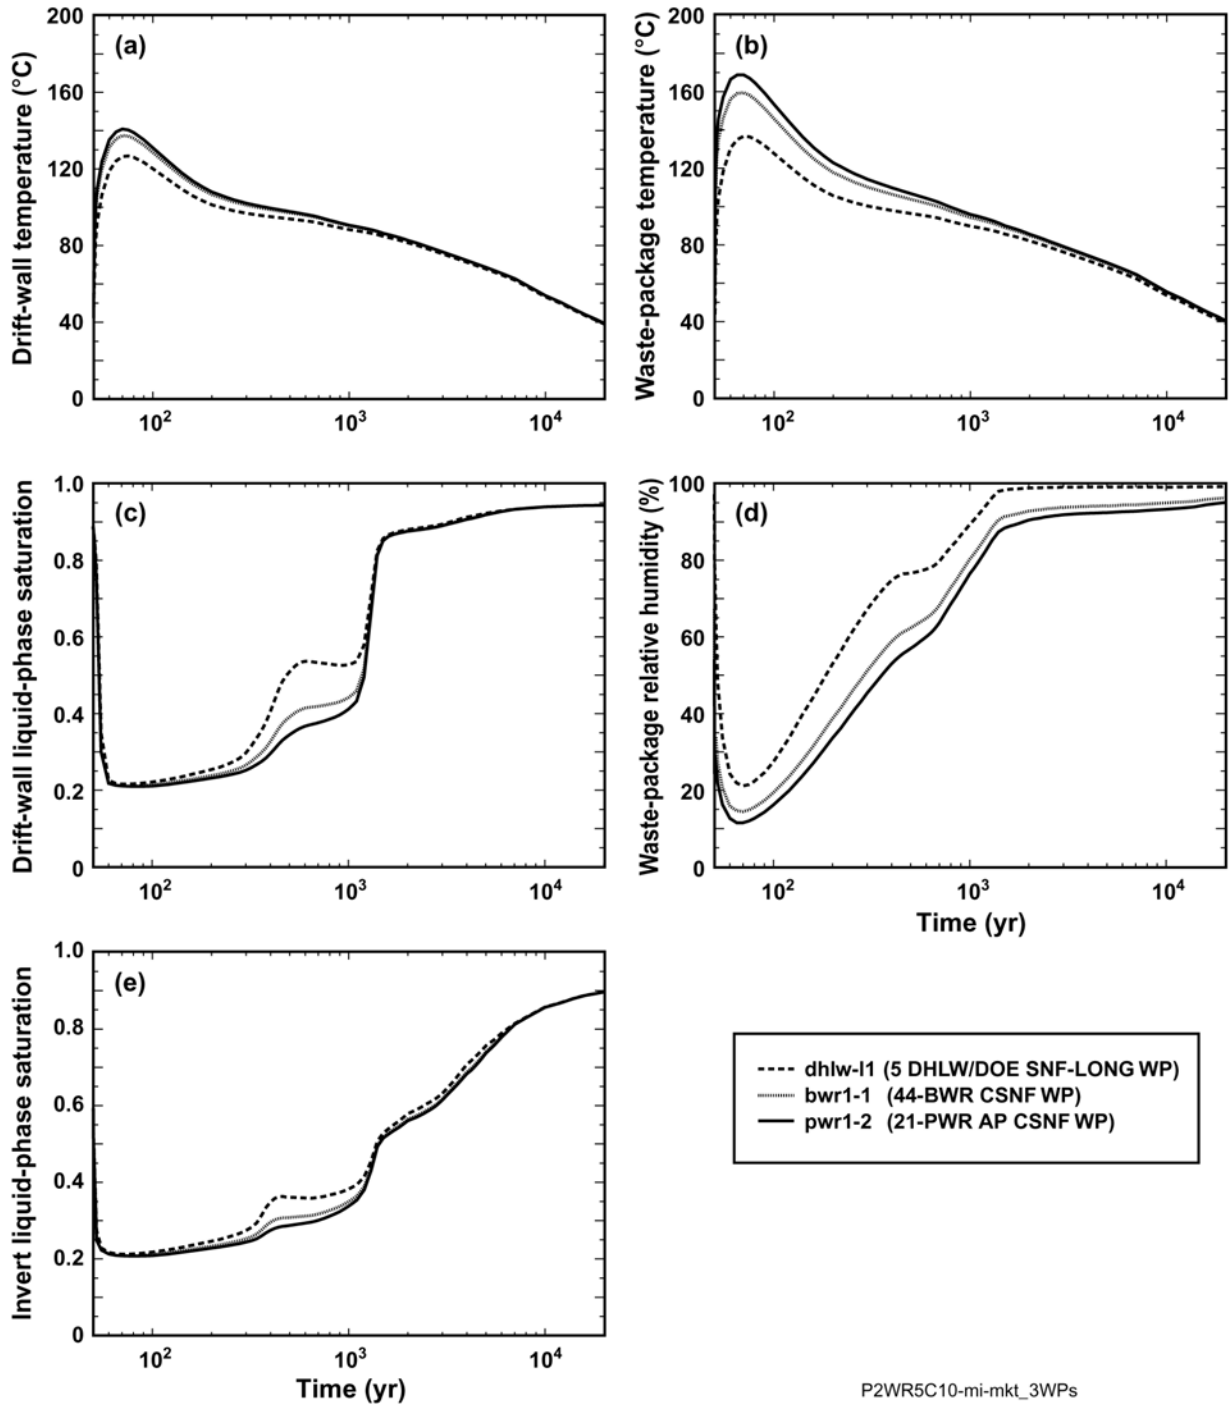 200
160
120
80
40
0
Drift-wall temperature (°C)
(a)
10² 10³ 10⁴
200
160
120
80
40
0
Waste-package temperature (°C)
(b)
10² 10³ 10⁴
1.0
0.8
0.6
0.4
0.2
0
Drift-wall liquid-phase saturation
(c)
10² 10³ 10⁴
100
80
60
40
20
0
Waste-package relative humidity (%)
(d)
10² 10³ 10⁴
Time (yr)
1.0
0.8
0.6
0.4
0.2
0
Invert liquid-phase saturation
(e)
10² 10³ 10⁴
Time (yr)
dhlw-l1 (5 DHLW/DOE SNF-LONG WP)
bwr1-1 (44-BWR CSNF WP)
pwr1-2 (21-PWR AP CSNF WP)
P2WR5C10-mi-mkt_3WPs